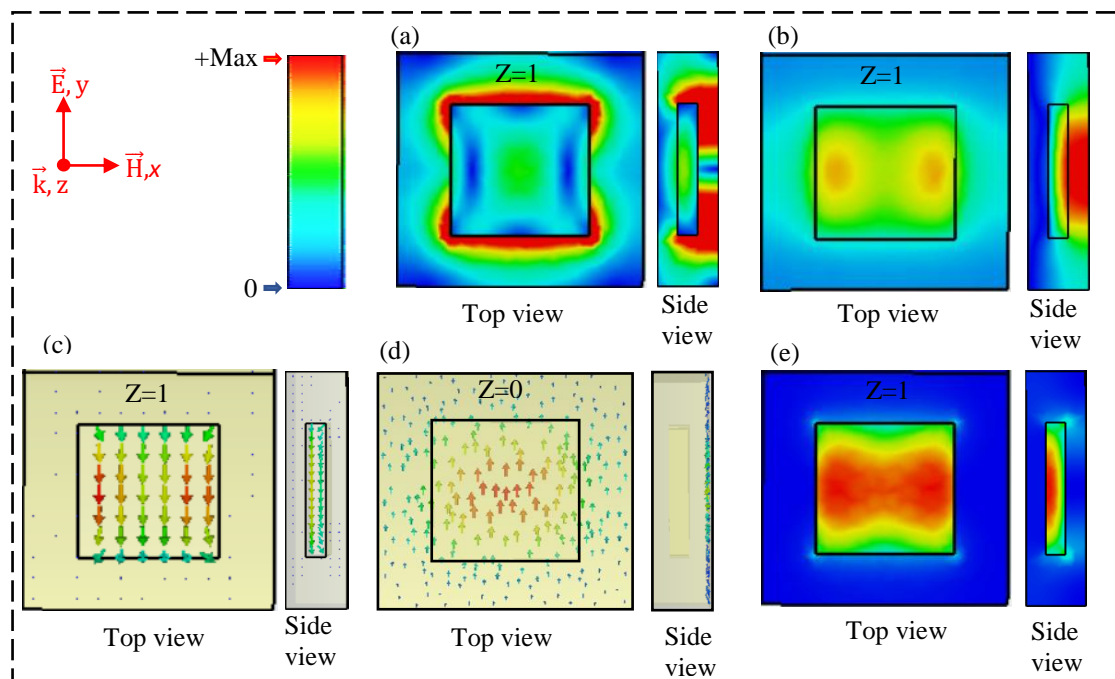 (a)
(b)
+Max
Z=1
Z=1
E⃗, y
H⃗,x
k⃗, z
0
Top view
Side
view
Top view
Side
view
(c)
(d)
(e)
Z=1
Z=0
Z=1
Top view
Side
view
Top view
Side
view
Top view
Side
view